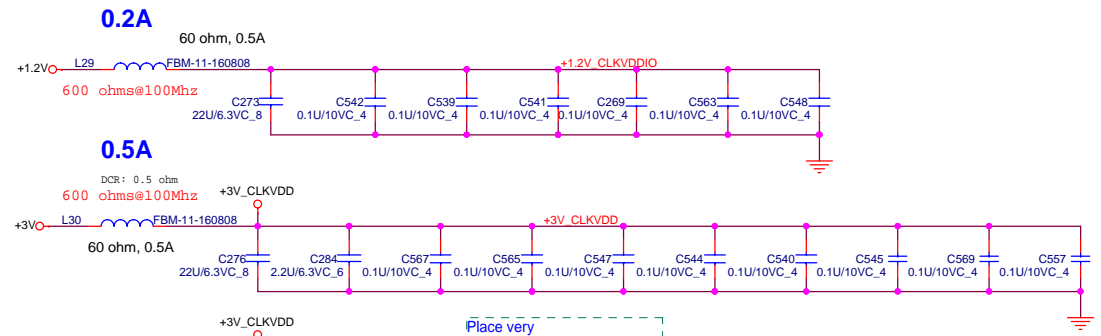 0.2A
60 ohm, 0.5A
+1.2V L29 FBM-11-160808 +1.2V_CLKVDDIO
600 ohms@100Mhz
C273 C542 C539 C541 C269 C563 C548
22U/6.3VC_8 0.1U/10VC_4 0.1U/10VC_4 0.1U/10VC_4 0.1U/10VC_4 0.1U/10VC_4 0.1U/10VC_4
0.5A
DCR: 0.5 ohm
600 ohms@100Mhz +3V_CLKVDD
+3V L30 FBM-11-160808 +3V_CLKVDD
60 ohm, 0.5A
C276 C284 C567 C565 C547 C544 C540 C545 C569 C557
22U/6.3VC_8 2.2U/6.3VC_6 0.1U/10VC_4 0.1U/10VC_4 0.1U/10VC_4 0.1U/10VC_4 0.1U/10VC_4 0.1U/10VC_4 0.1U/10VC_4 0.1U/10VC_4
+3V_CLKVDD
Place very